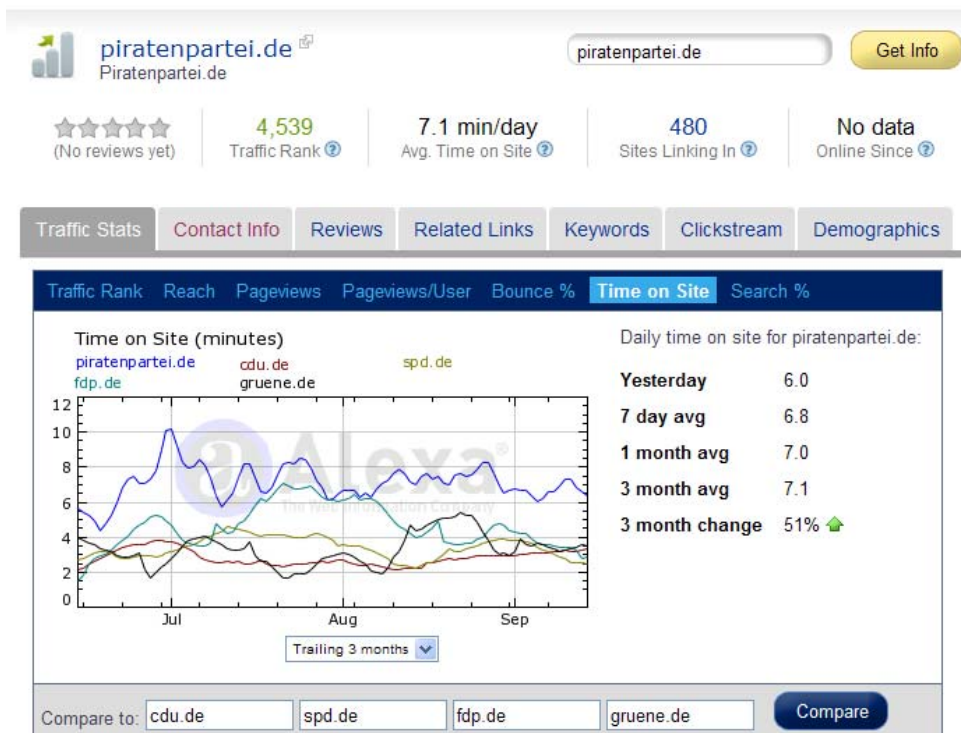 piratenpartei.de
Piratenpartei.de
piratenpartei.de
Get Info
(No reviews yet)
4,539
Traffic Rank ?
7.1 min/day
Avg. Time on Site ?
480
Sites Linking In ?
No data
Online Since ?
Traffic Stats Contact Info Reviews Related Links Keywords Clickstream Demographics
Traffic Rank Reach Pageviews Pageviews/User Bounce % Time on Site Search %
Time on Site (minutes)
piratenpartei.de cdu.de spd.de
fdp.de gruene.de
12
10
8
6
4
2
0
Jul Aug Sep
a Alexa®
The Web Information Company
Trailing 3 months
Daily time on site for piratenpartei.de:
Yesterday 6.0
7 day avg 6.8
1 month avg 7.0
3 month avg 7.1
3 month change 51%
Compare to: cdu.de spd.de fdp.de gruene.de Compare